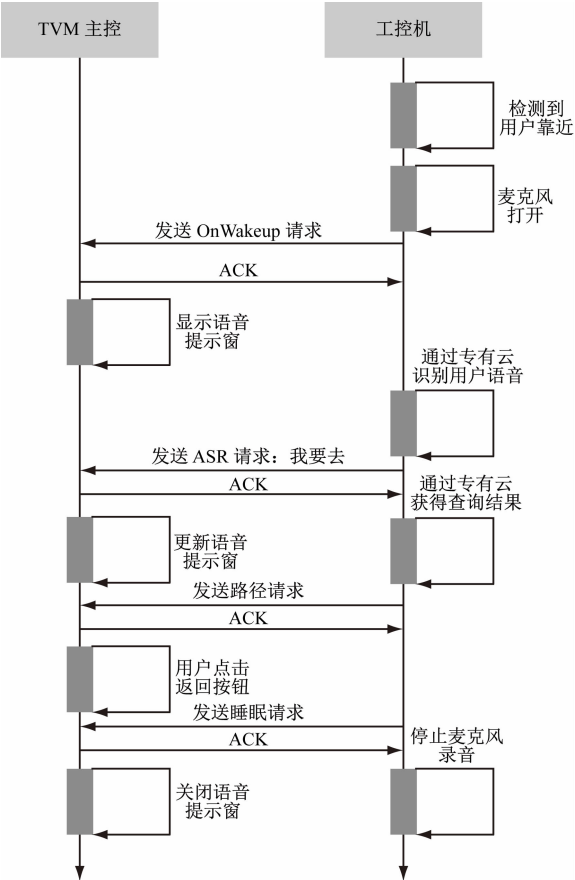 TVM 主控
工控机
检测到
用户靠近
麦克风
打开
发送 OnWakeup 请求
ACK
显示语音
提示窗
通过专有云
识别用户语音
发送 ASR 请求：我要去
ACK
通过专有云
获得查询结果
更新语音
提示窗
发送路径请求
ACK
用户点击
返回按钮
发送睡眠请求
ACK
停止麦克风
录音
关闭语音
提示窗